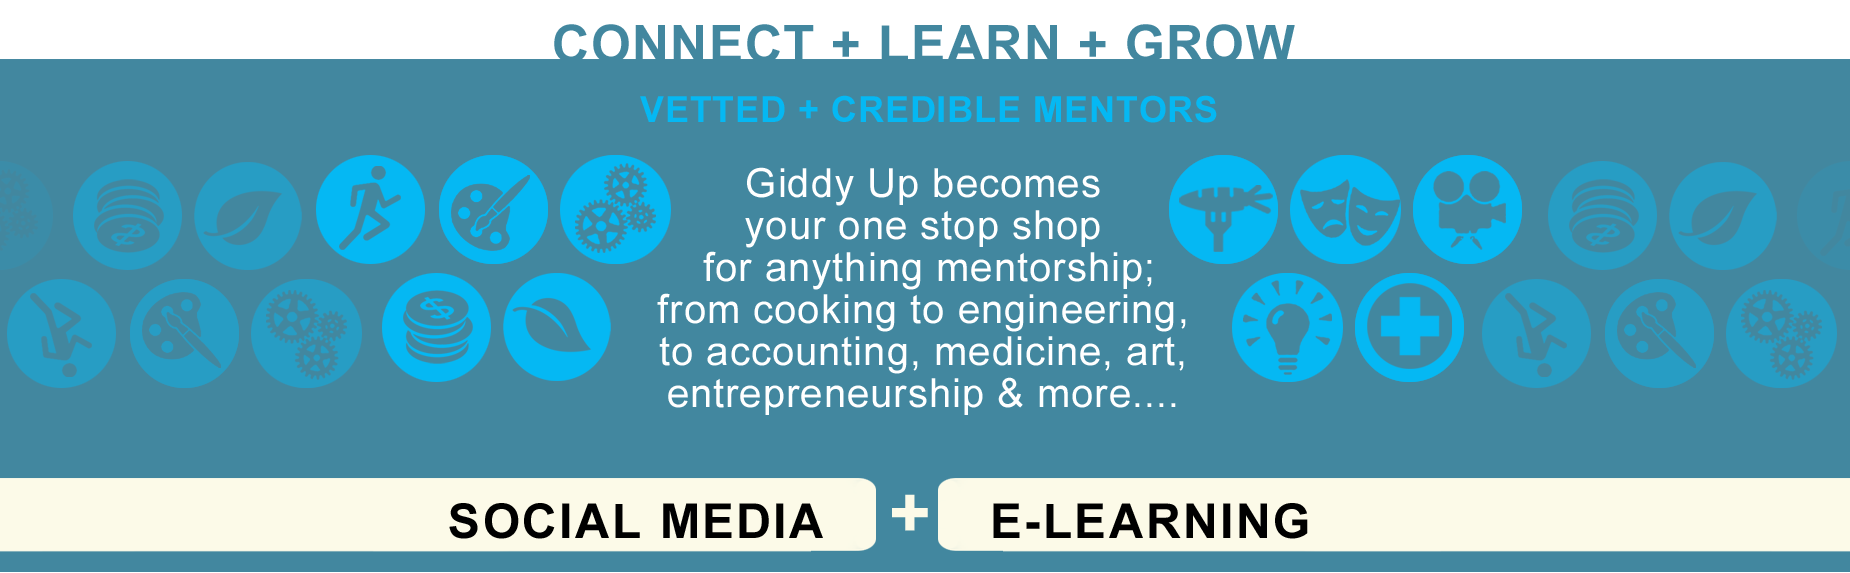 CONNECT + LEARN + GROW
VETTED + CREDIBLE MENTORS
Giddy Up becomes
your one stop shop
for anything mentorship;
from cooking to engineering,
to accounting, medicine, art,
entrepreneurship & more....
SOCIAL MEDIA + E-LEARNING